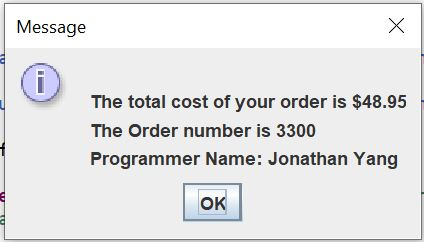 Message
The total cost of your order is $48.95
The Order number is 3300
Programmer Name: Jonathan Yang
OK